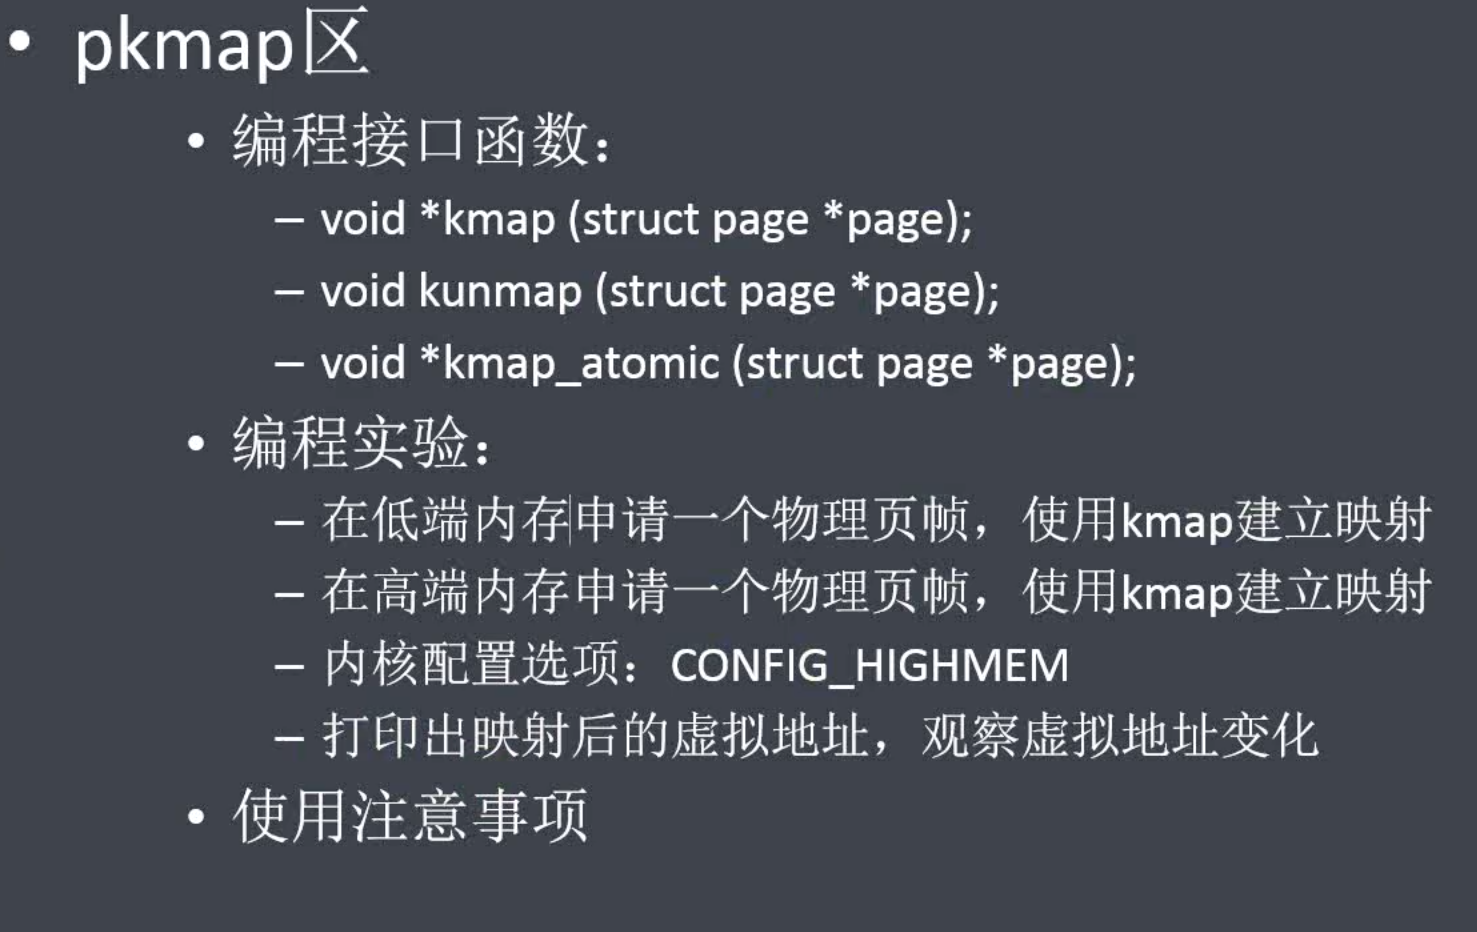 • pkmap区
• 编程接口函数：
– void *kmap (struct page *page);
– void kunmap (struct page *page);
– void *kmap_atomic (struct page *page);
• 编程实验：
– 在低端内存申请一个物理页帧，使用kmap建立映射
– 在高端内存申请一个物理页帧，使用kmap建立映射
– 内核配置选项：CONFIG_HIGHMEM
– 打印出映射后的虚拟地址，观察虚拟地址变化
• 使用注意事项